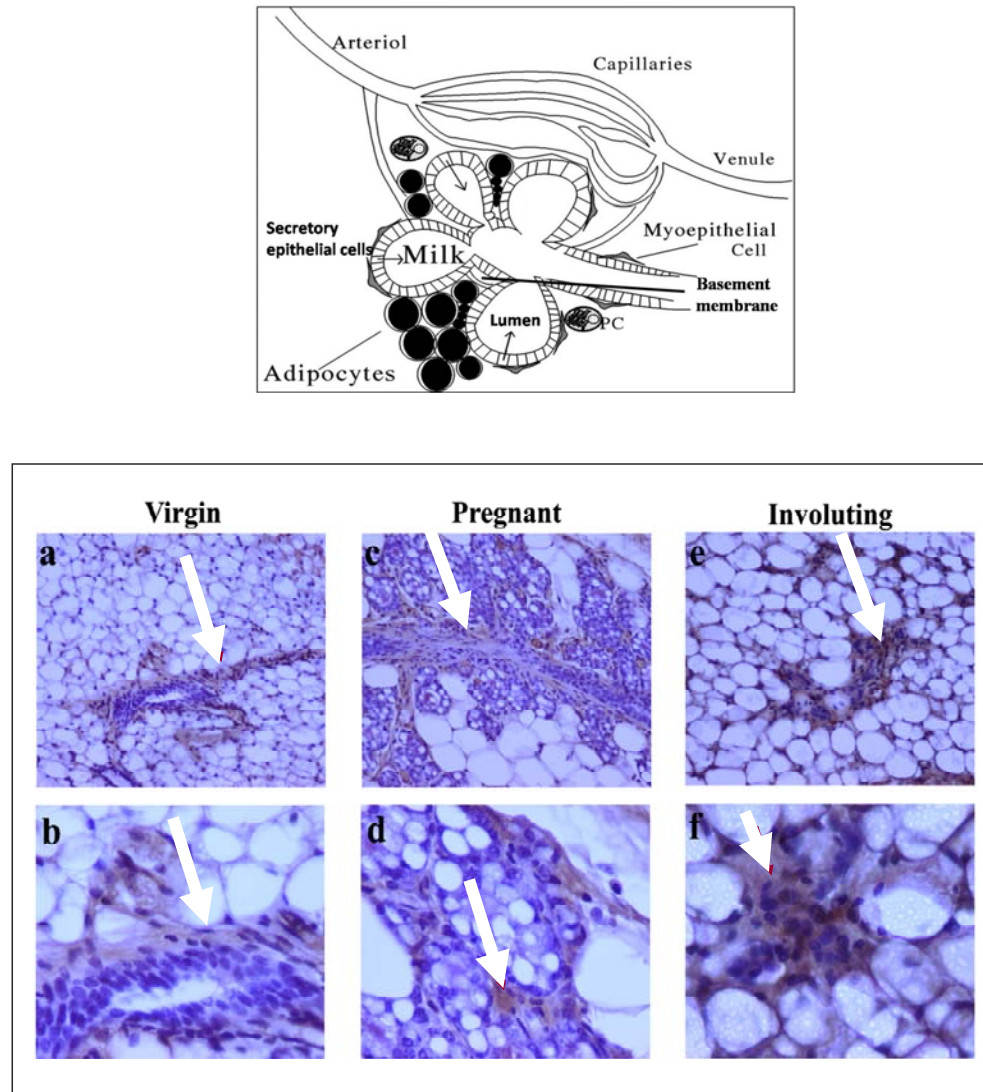 Arteriol
Capillaries
Venule
Secretory
epithelial cells
Milk
Myoepithelial
Cell
Basement
membrane
Lumen
PC
Adipocytes
Virgin
Pregnant
Involuting
a
c
e
b
d
f